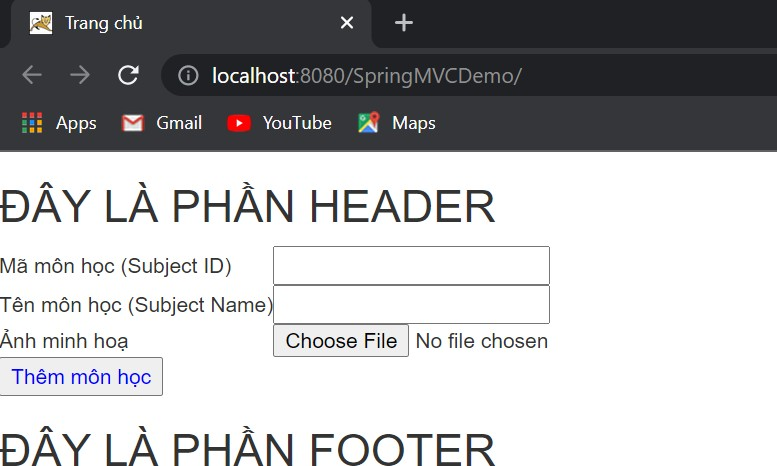 Trang chủ
localhost:8080/SpringMVCDemo/
Apps Gmail YouTube Maps
ĐÂY LÀ PHẦN HEADER
Mã môn học (Subject ID)
Tên môn học (Subject Name)
Ảnh minh hoạ Choose File No file chosen
Thêm môn học
ĐÂY LÀ PHẦN FOOTER